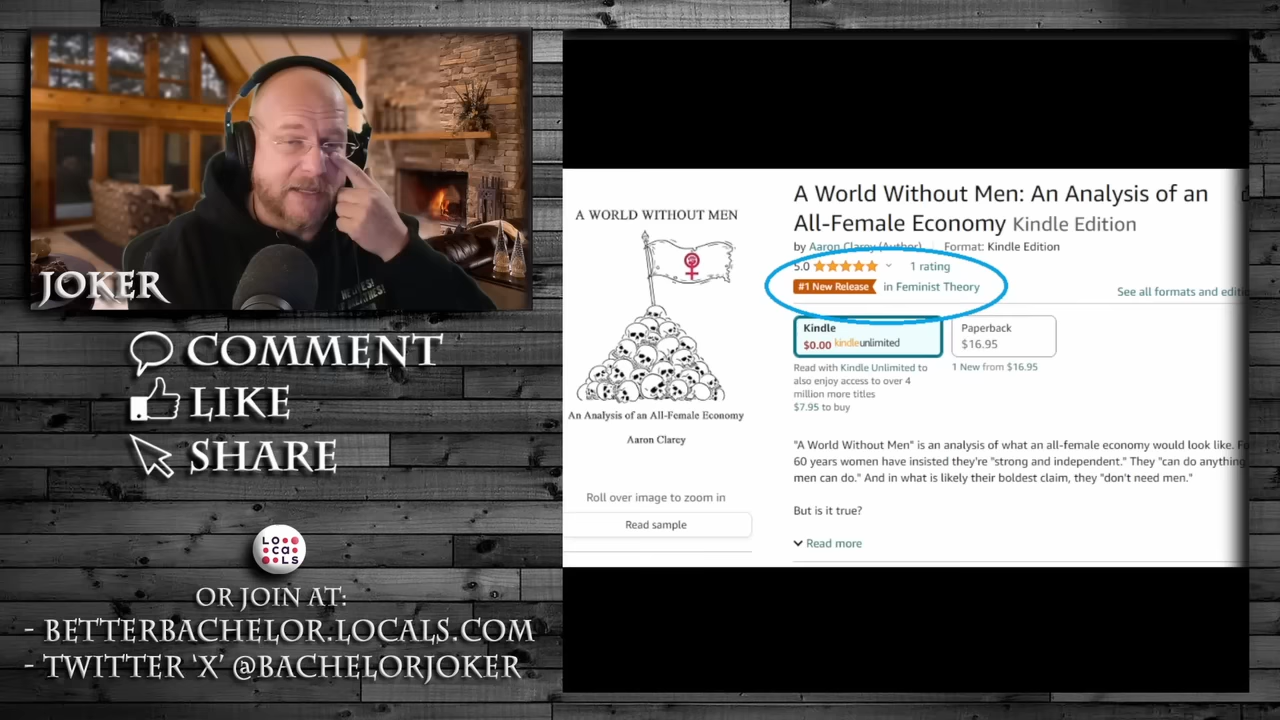 JOKER
COMMENT
LIKE
SHARE
LOCALS
OR JOIN AT:
- BETTERBACHELOR.LOCALS.COM
- TWITTER 'X' @BACHELORJOKER
A WORLD WITHOUT MEN
An Analysis of an All-Female Economy
Aaron Clarey
Roll over image to zoom in
Read sample
A World Without Men: An Analysis of an
All-Female Economy Kindle Edition
by Aaron Clarey (Author) Format: Kindle Edition
5.0 1 rating
#1 New Release in Feminist Theory
See all formats and editi
Kindle
$0.00 kindleunlimited
Paperback
$16.95
Read with Kindle Unlimited to
also enjoy access to over 4
million more titles
$7.95 to buy
1 New from $16.95
"A World Without Men" is an analysis of what an all-female economy would look like. Fo
60 years women have insisted they're "strong and independent." They "can do anything
men can do." And in what is likely their boldest claim, they "don't need men."
But is it true?
Read more